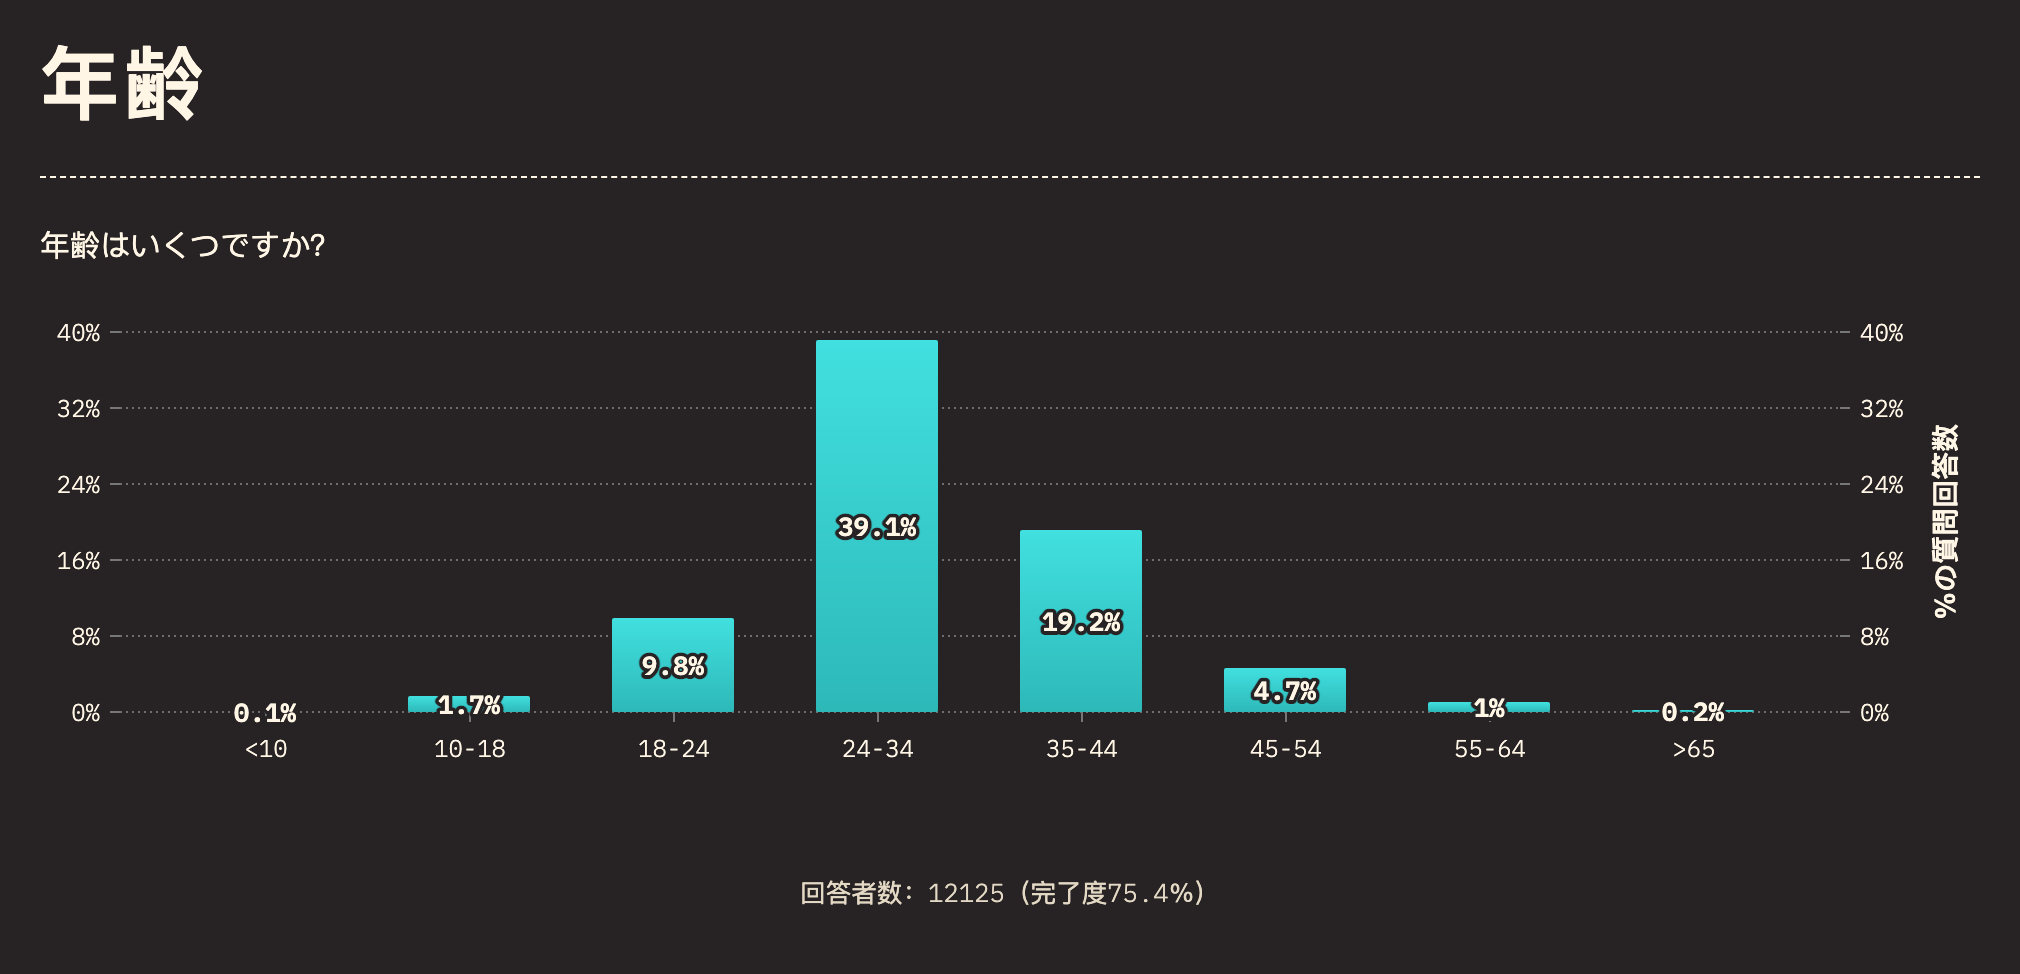 年齢
年齢はいくつですか?
40% 40%
32% 32%
24% 24%
16% 16%
8% 8%
0% 0%
%の質問回答数
0.1% 1.7% 9.8% 39.1% 19.2% 4.7% 1% 0.2%
<10 10-18 18-24 24-34 35-44 45-54 55-64 >65
回答者数: 12125 (完了度75.4%)